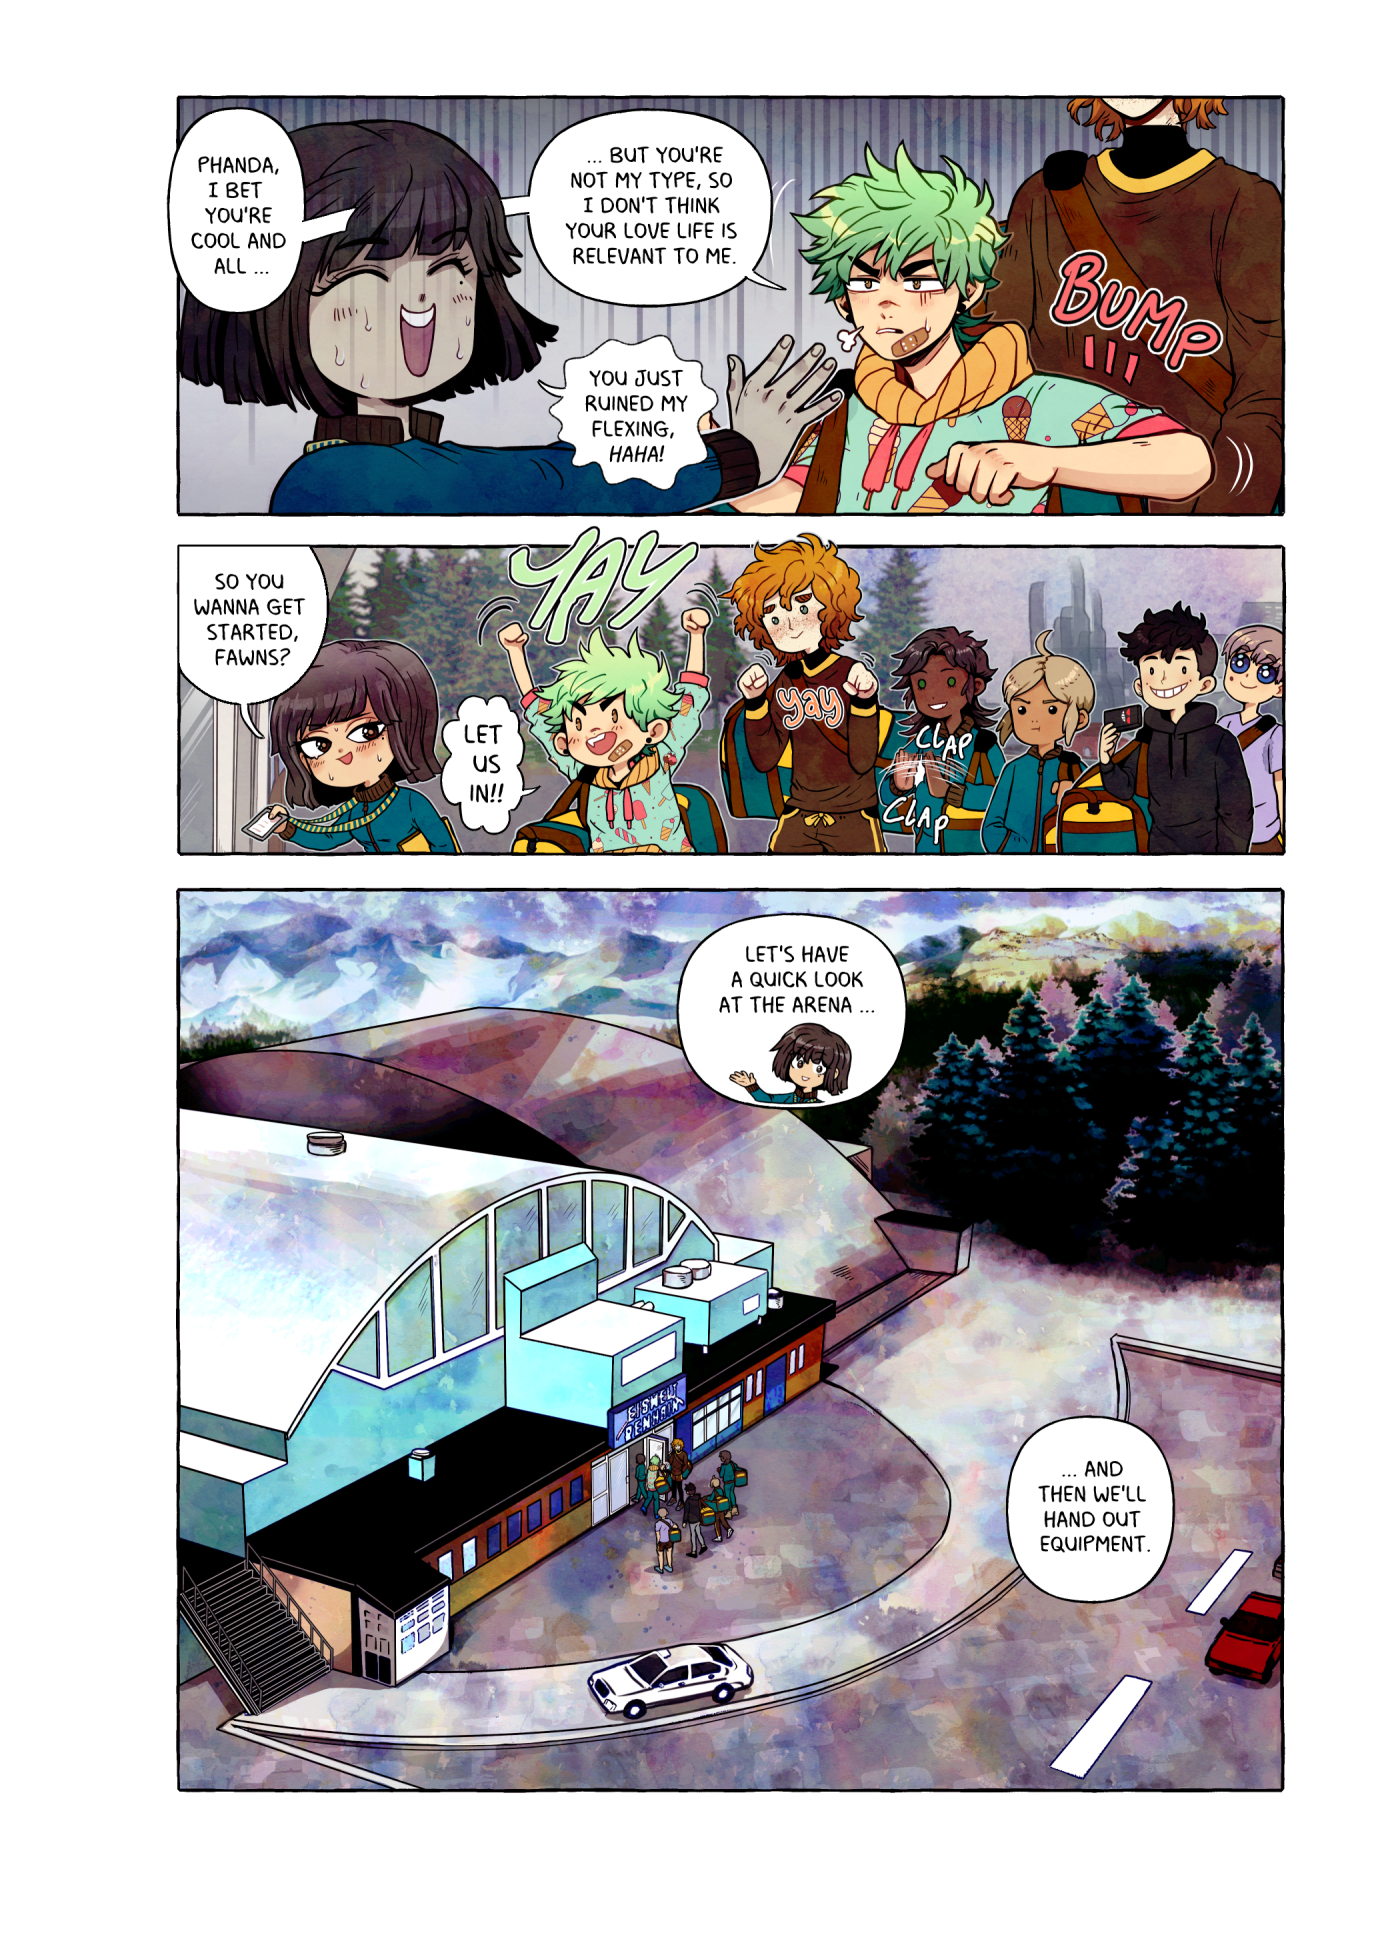 PHANDA,
I BET
YOU'RE
COOL AND
ALL ...
... BUT YOU'RE
NOT MY TYPE, SO
I DON'T THINK
YOUR LOVE LIFE IS
RELEVANT TO ME.
YOU JUST
RUINED MY
FLEXING,
HAHA!
BUMP
SO YOU
WANNA GET
STARTED,
FAWNS?
YAY
LET
US
IN!!
yay
CLAP
CLAP
LET'S HAVE
A QUICK LOOK
AT THE ARENA ...
EISWELT
RENHAIN
... AND
THEN WE'LL
HAND OUT
EQUIPMENT.